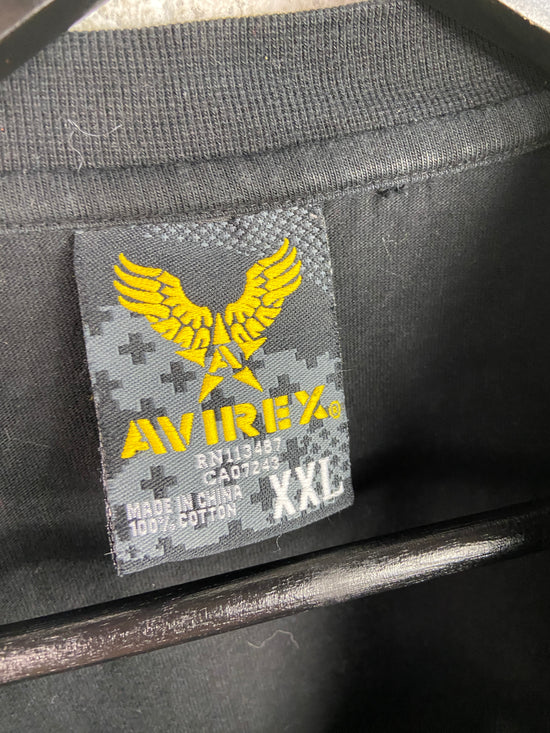 A
AVIREX®
RN113487
CA07243
MADE IN CHINA
100% COTTON
XXL